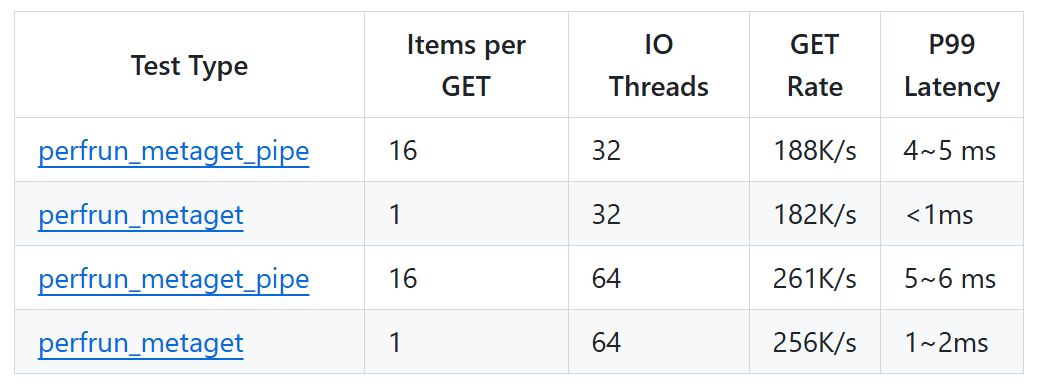 Test Type Items per GET IO Threads GET Rate P99 Latency
perfrun_metaget_pipe 16 32 188K/s 4~5 ms
perfrun_metaget 1 32 182K/s <1ms
perfrun_metaget_pipe 16 64 261K/s 5~6 ms
perfrun_metaget 1 64 256K/s 1~2ms